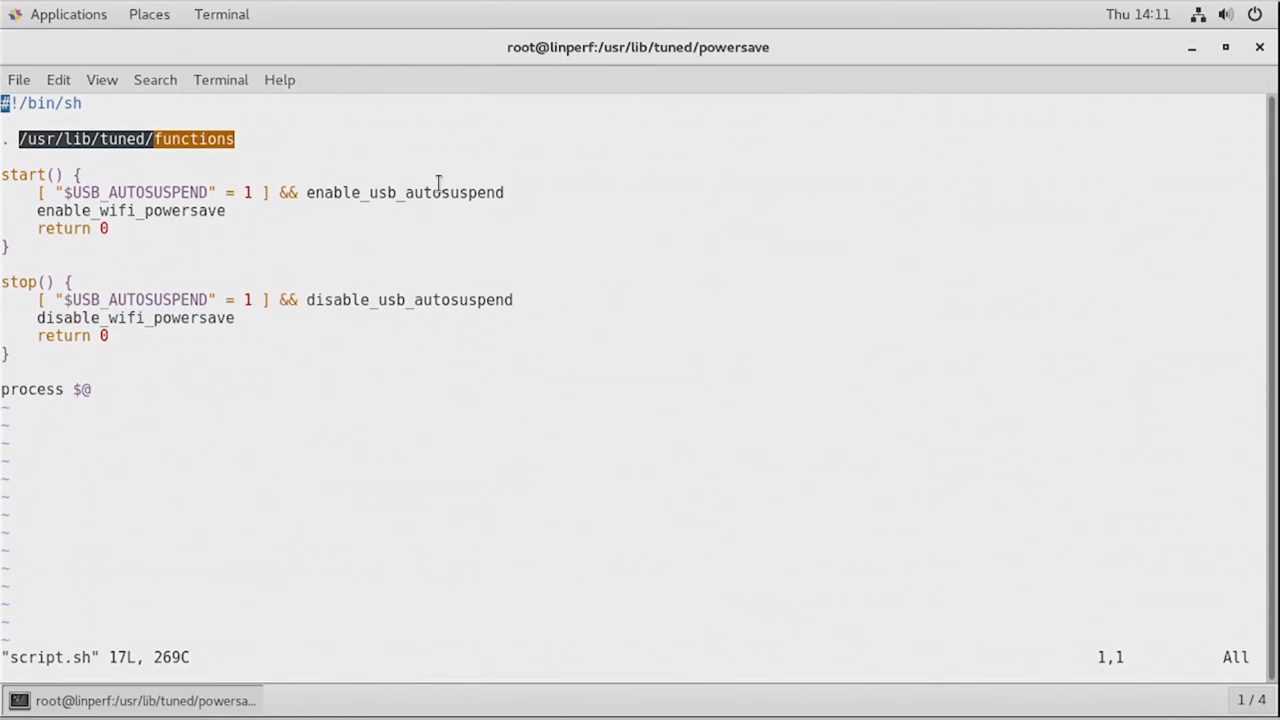 Applications Places Terminal Thu 14:11
root@linperf:/usr/lib/tuned/powersave
File Edit View Search Terminal Help
#!/bin/sh
. /usr/lib/tuned/functions
start() {
    [ "$USB_AUTOSUSPEND" = 1 ] && enable_usb_autosuspend
    enable_wifi_powersave
    return 0
}
stop() {
    [ "$USB_AUTOSUSPEND" = 1 ] && disable_usb_autosuspend
    disable_wifi_powersave
    return 0
}
process $@
~
~
~
~
~
~
~
~
~
~
~
~
~
~
"script.sh" 17L, 269C 1,1 All
root@linperf:/usr/lib/tuned/powersa... 1 / 4